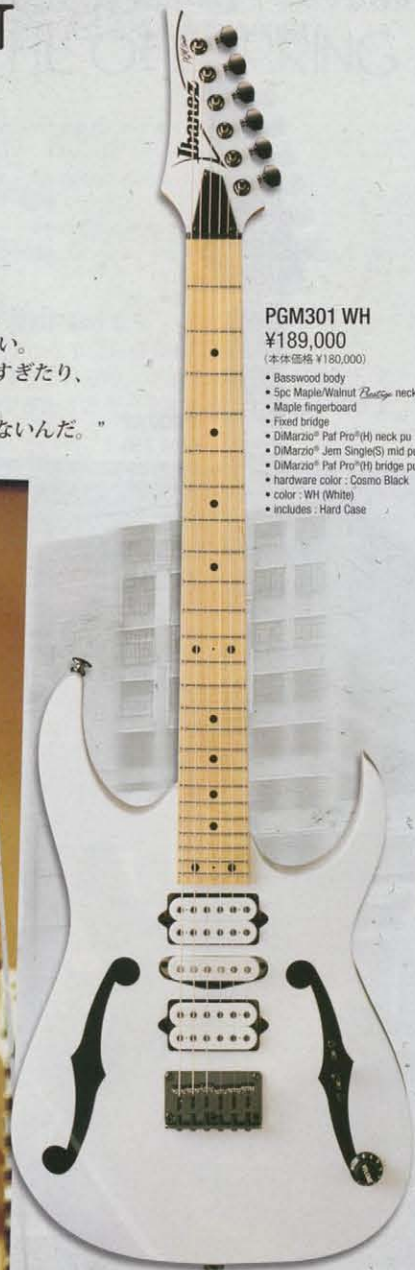 T
Ibanez
い。
すぎたり、
ないんだ。”
PGM301 WH
¥189,000
（本体価格 ¥180,000）
• Basswood body
• 5pc Maple/Walnut Prestige neck
• Maple fingerboard
• Fixed bridge
• DiMarzio® Paf Pro®(H) neck pu
• DiMarzio® Jem Single(S) mid pu
• DiMarzio® Paf Pro®(H) bridge pu
• hardware color : Cosmo Black
• color : WH (White)
• includes : Hard Case